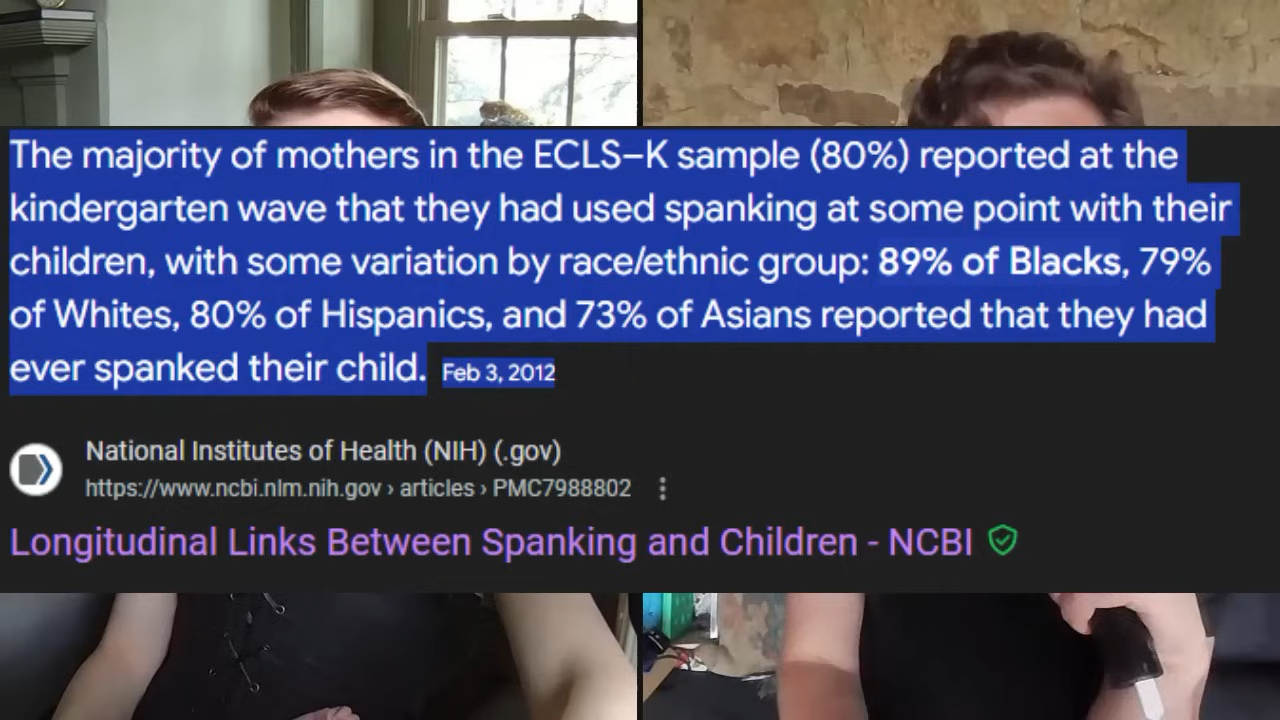 The majority of mothers in the ECLS–K sample (80%) reported at the
kindergarten wave that they had used spanking at some point with their
children, with some variation by race/ethnic group: 89% of Blacks, 79%
of Whites, 80% of Hispanics, and 73% of Asians reported that they had
ever spanked their child. Feb 3, 2012
National Institutes of Health (NIH) (.gov)
https://www.ncbi.nlm.nih.gov › articles › PMC7988802
Longitudinal Links Between Spanking and Children - NCBI